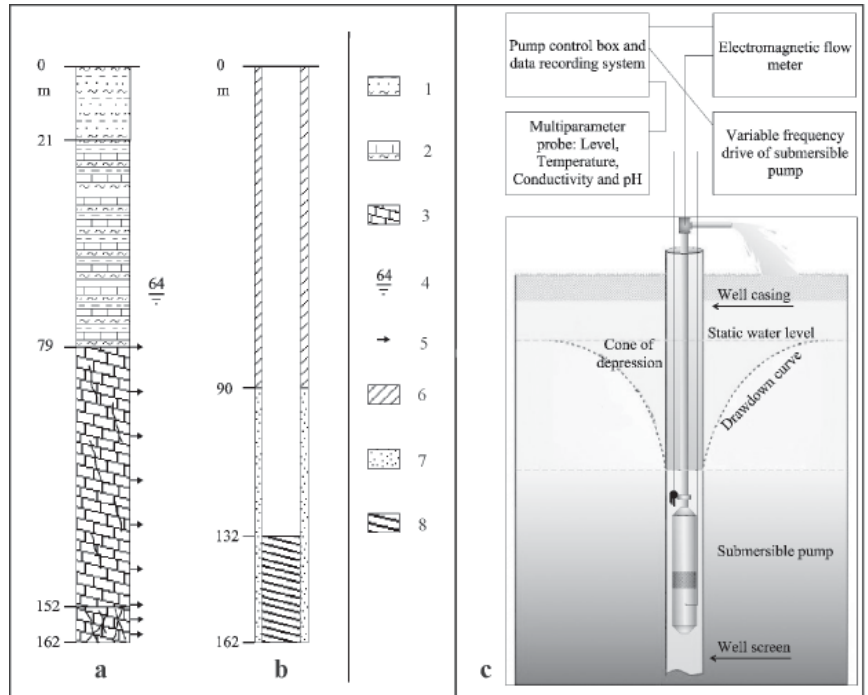 0
m
21
64
79
152
162
a
0
90
132
162
b
1
2
3
64
4
5
6
7
8
Pump control box and
data recording system
Electromagnetic flow
meter
Multiparameter
probe: Level,
Temperature,
Conductivity and pH
Variable frequency
drive of submersible
pump
Well casing
Static water level
Cone of
depression
Drawdown curve
Submersible pump
Well screen
c